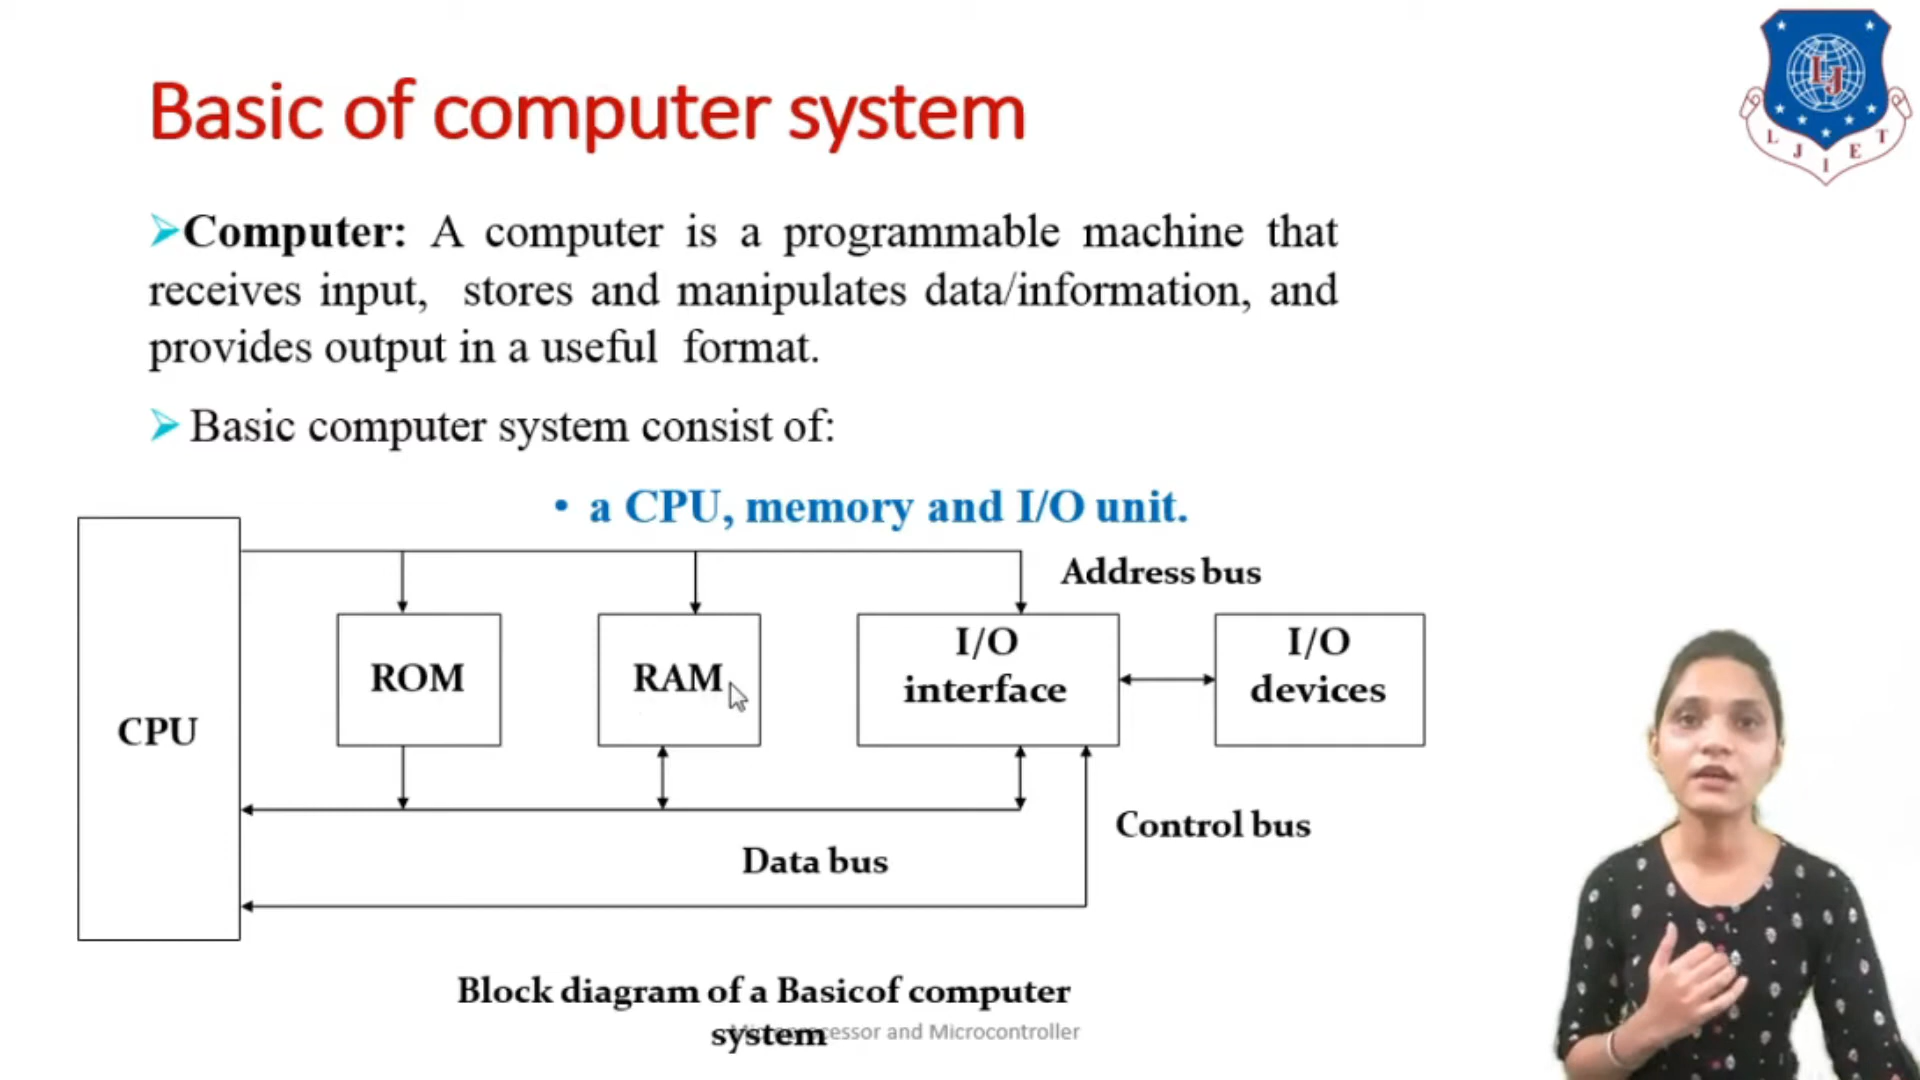 Basic of computer system
L J I E T
LJ
Computer: A computer is a programmable machine that
receives input, stores and manipulates data/information, and
provides output in a useful format.
Basic computer system consist of:
• a CPU, memory and I/O unit.
Address bus
CPU
ROM
RAM
I/O
interface
I/O
devices
Control bus
Data bus
Block diagram of a Basicof computer
system
Microprocessor and Microcontroller